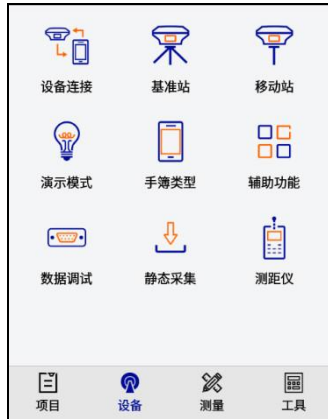 设备连接 基准站 移动站
演示模式 手簿类型 辅助功能
数据调试 静态采集 测距仪
项目 设备 测量 工具